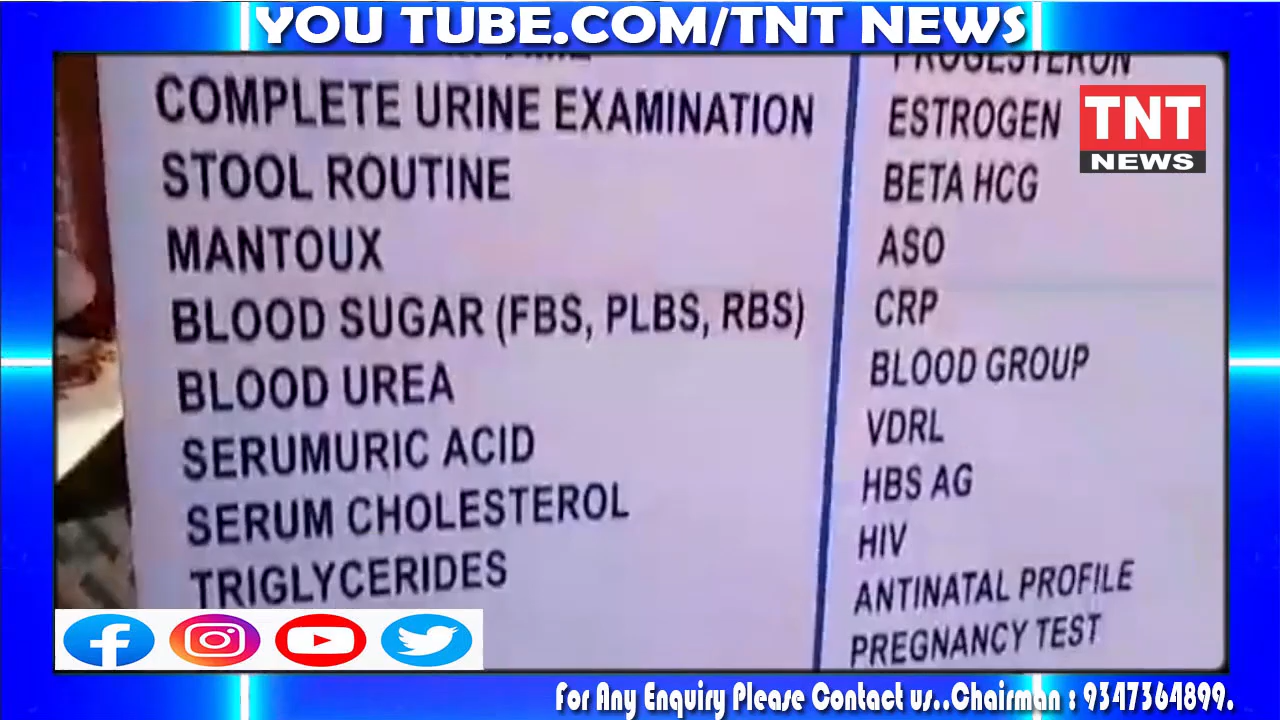 YOU TUBE.COM/TNT NEWS
COMPLETE URINE EXAMINATION
STOOL ROUTINE
MANTOUX
BLOOD SUGAR (FBS, PLBS, RBS)
BLOOD UREA
SERUMURIC ACID
SERUM CHOLESTEROL
TRIGLYCERIDES
PROGESTERON
ESTROGEN
BETA HCG
ASO
CRP
BLOOD GROUP
VDRL
HBS AG
HIV
ANTINATAL PROFILE
PREGNANCY TEST
TNT
NEWS
For Any Enquiry Please Contact us..Chairman : 9347364899.